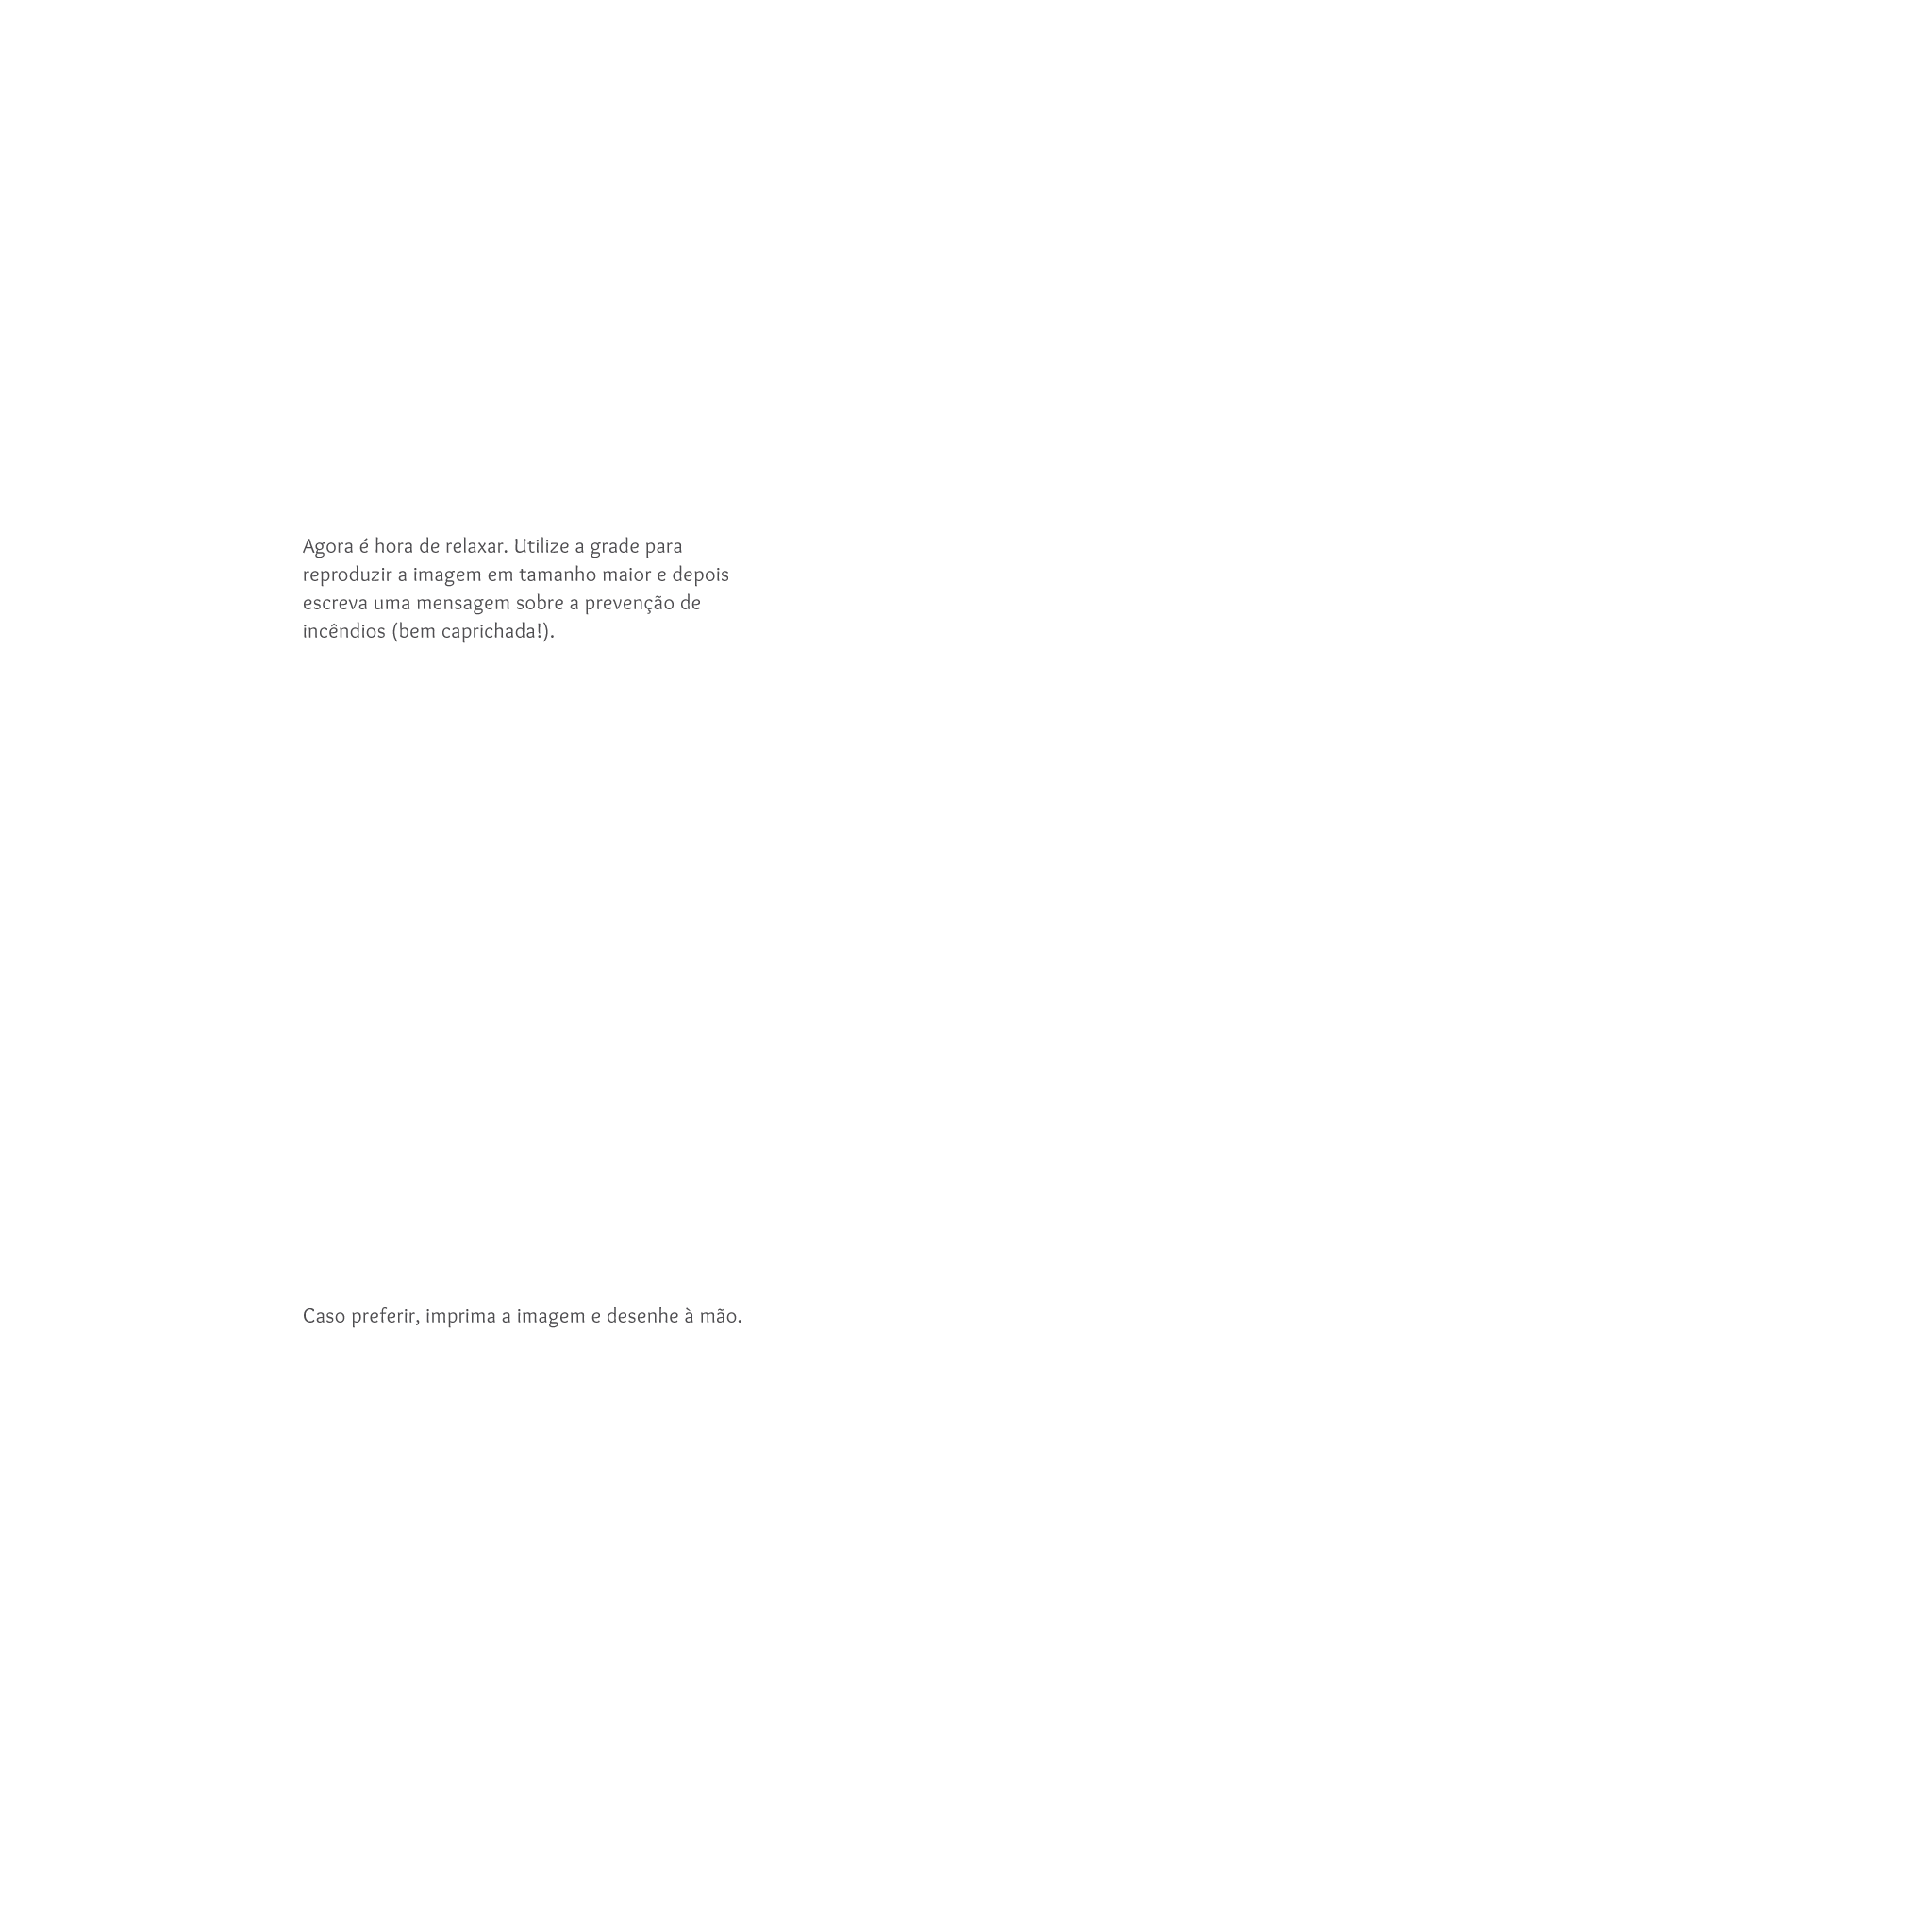 Agora é hora de relaxar. Utilize a grade para
reproduzir a imagem em tamanho maior e depois
escreva uma mensagem sobre a prevenção de
incêndios (bem caprichada!).
Caso preferir, imprima a imagem e desenhe à mão.